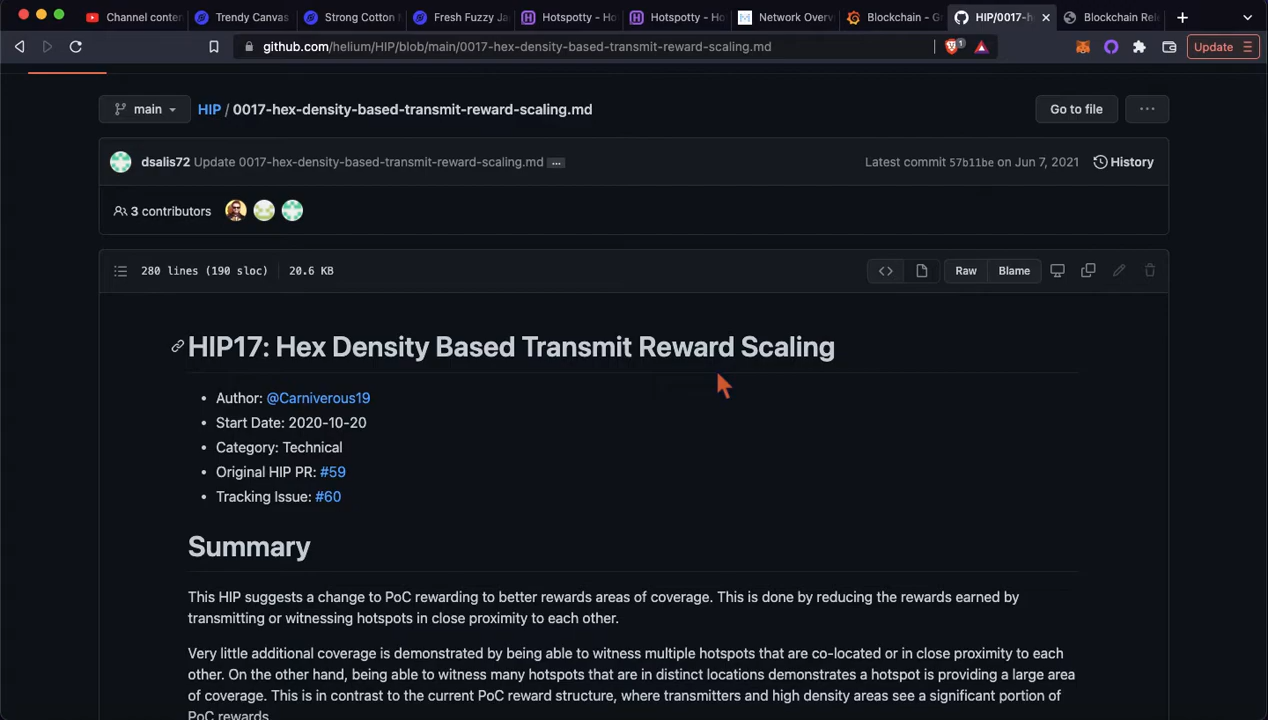 Channel conten
Trendy Canvas
Strong Cotton
Fresh Fuzzy Ja
Hotspotty - Ho
Hotspotty - Ho
Network Overv
Blockchain - G
HIP/0017-h
Blockchain Rel
github.com/helium/HIP/blob/main/0017-hex-density-based-transmit-reward-scaling.md
1
Update
main
HIP / 0017-hex-density-based-transmit-reward-scaling.md
Go to file
...
dsalis72 Update 0017-hex-density-based-transmit-reward-scaling.md ...
Latest commit 57b11be on Jun 7, 2021
History
3 contributors
280 lines (190 sloc) 20.6 KB
Raw
Blame
HIP17: Hex Density Based Transmit Reward Scaling
• Author: @Carniverous19
• Start Date: 2020-10-20
• Category: Technical
• Original HIP PR: #59
• Tracking Issue: #60
Summary
This HIP suggests a change to PoC rewarding to better rewards areas of coverage. This is done by reducing the rewards earned by
transmitting or witnessing hotspots in close proximity to each other.
Very little additional coverage is demonstrated by being able to witness multiple hotspots that are co-located or in close proximity to each
other. On the other hand, being able to witness many hotspots that are in distinct locations demonstrates a hotspot is providing a large area
of coverage. This is in contrast to the current PoC reward structure, where transmitters and high density areas see a significant portion of
PoC rewards.